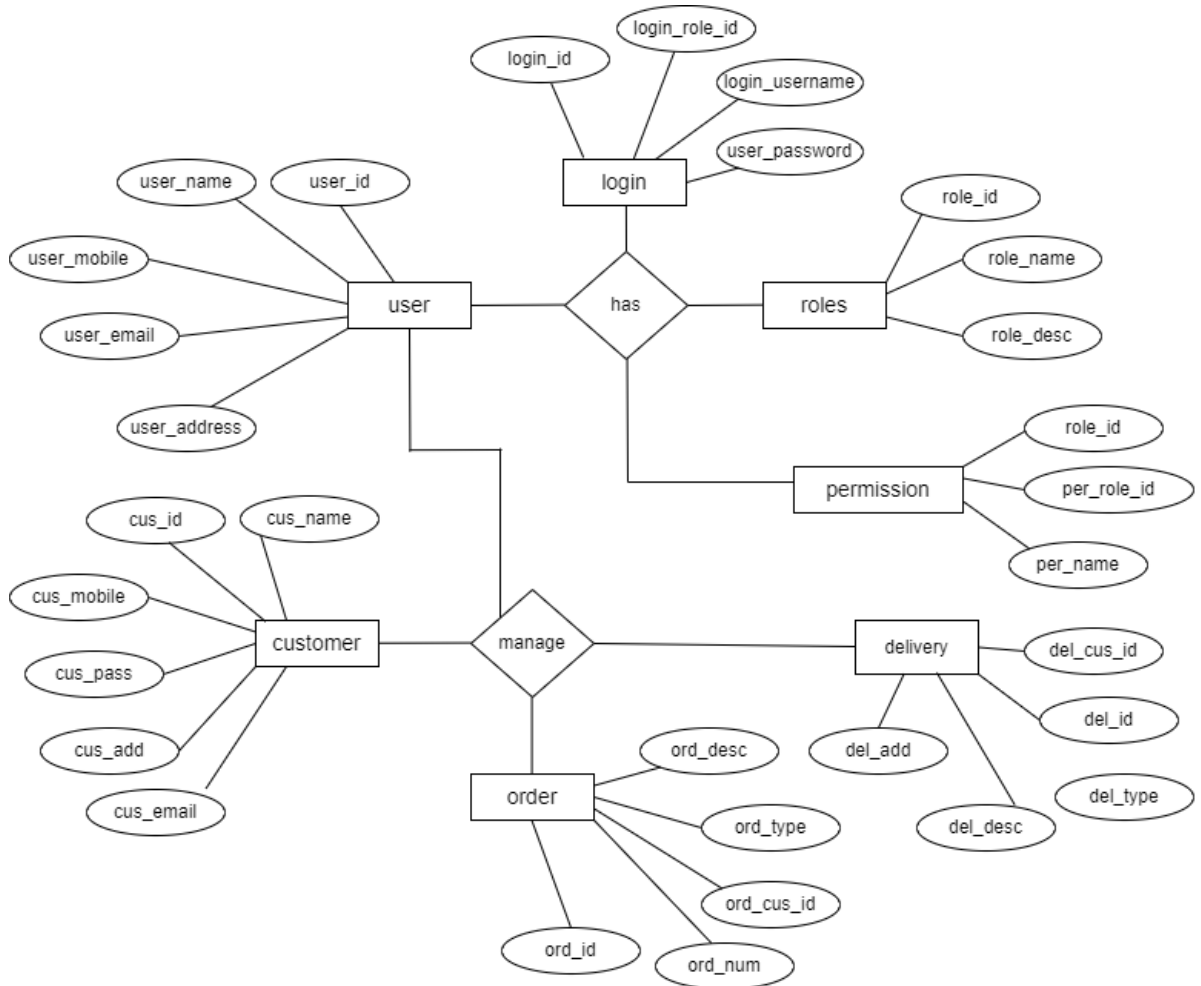 login_role_id
login_id
login_username
user_password
login
user_name
user_id
role_id
user_mobile
role_name
user
has
roles
user_email
role_desc
user_address
role_id
permission
per_role_id
per_name
cus_id
cus_name
cus_mobile
customer
manage
delivery
del_cus_id
cus_pass
del_id
cus_add
ord_desc
del_add
order
del_type
cus_email
ord_type
del_desc
ord_cus_id
ord_id
ord_num